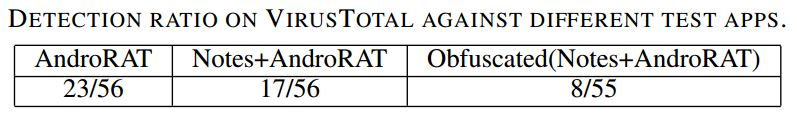 DETECTION RATIO ON VIRUSTOTAL AGAINST DIFFERENT TEST APPS.
AndroRAT Notes+AndroRAT Obfuscated(Notes+AndroRAT)
23/56 17/56 8/55